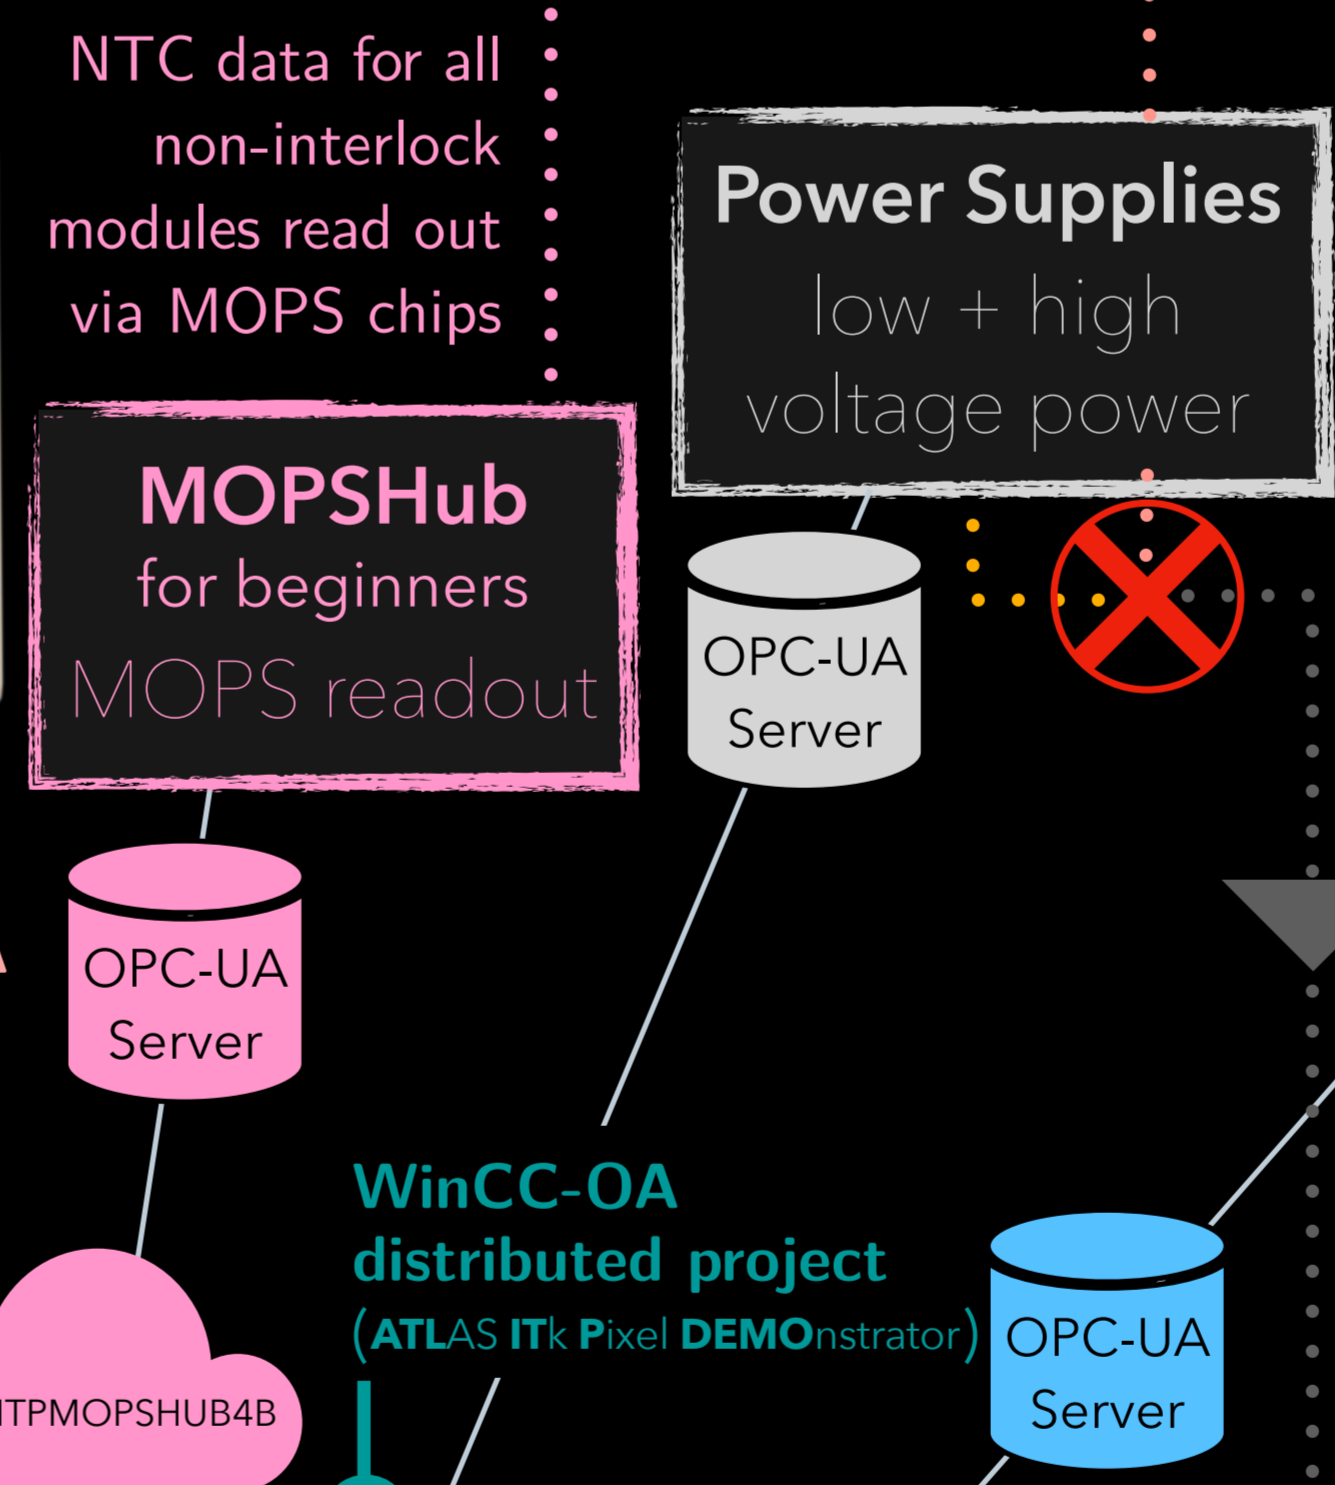 NTC data for all
non-interlock
modules read out
via MOPS chips
Power Supplies
low + high
voltage power
MOPSHub
for beginners
MOPS readout
OPC-UA
Server
OPC-UA
Server
WinCC-OA
distributed project
(ATLAS ITk Pixel DEMOnstrator)
OPC-UA
Server